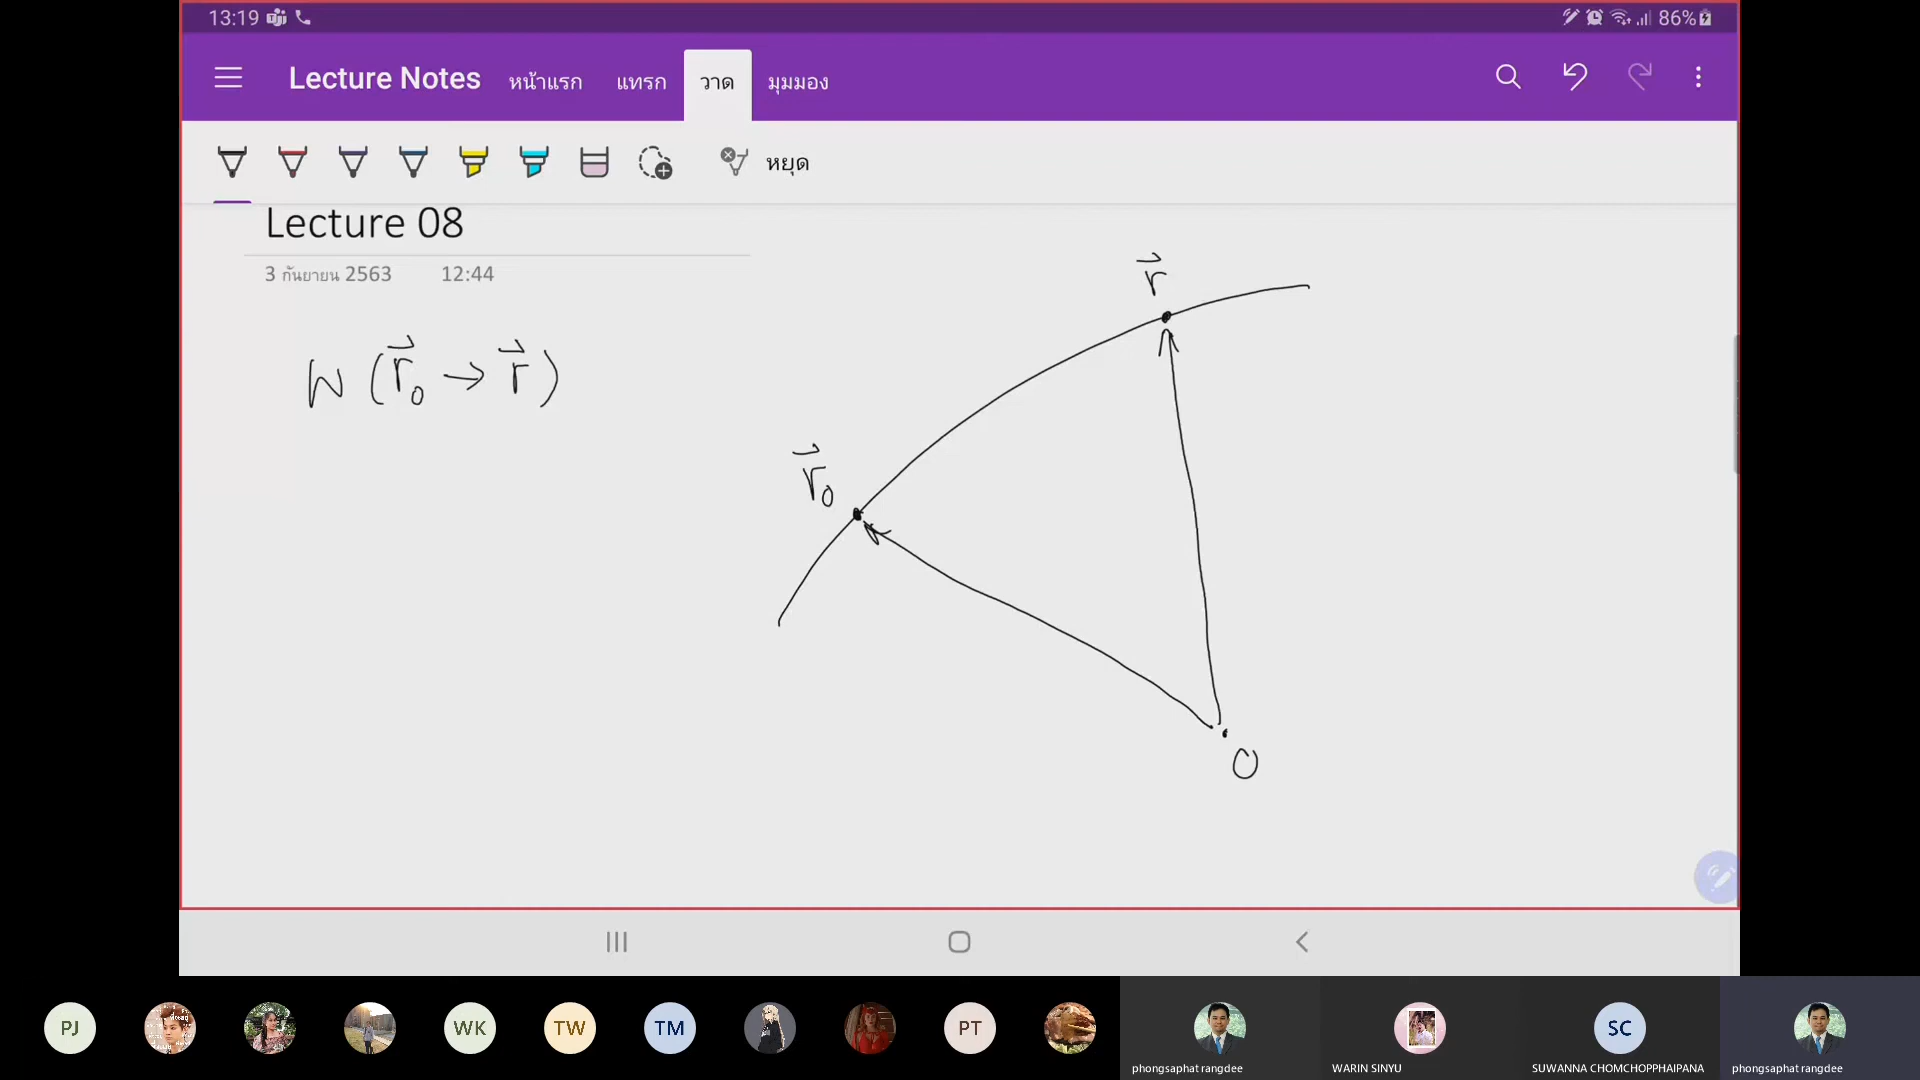 13:19 86%
Lecture Notes หน้าแรก แทรก วาด มุมมอง
หยุด
Lecture 08
3 กันยายน 2563 12:44
W (r⃗₀ → r⃗)
r⃗
r⃗₀
O
PJ WK TW TM PT SC
phongsaphat rangdee WARIN SINYU SUWANNA CHOMCHOPPHAIPANA phongsaphat rangdee